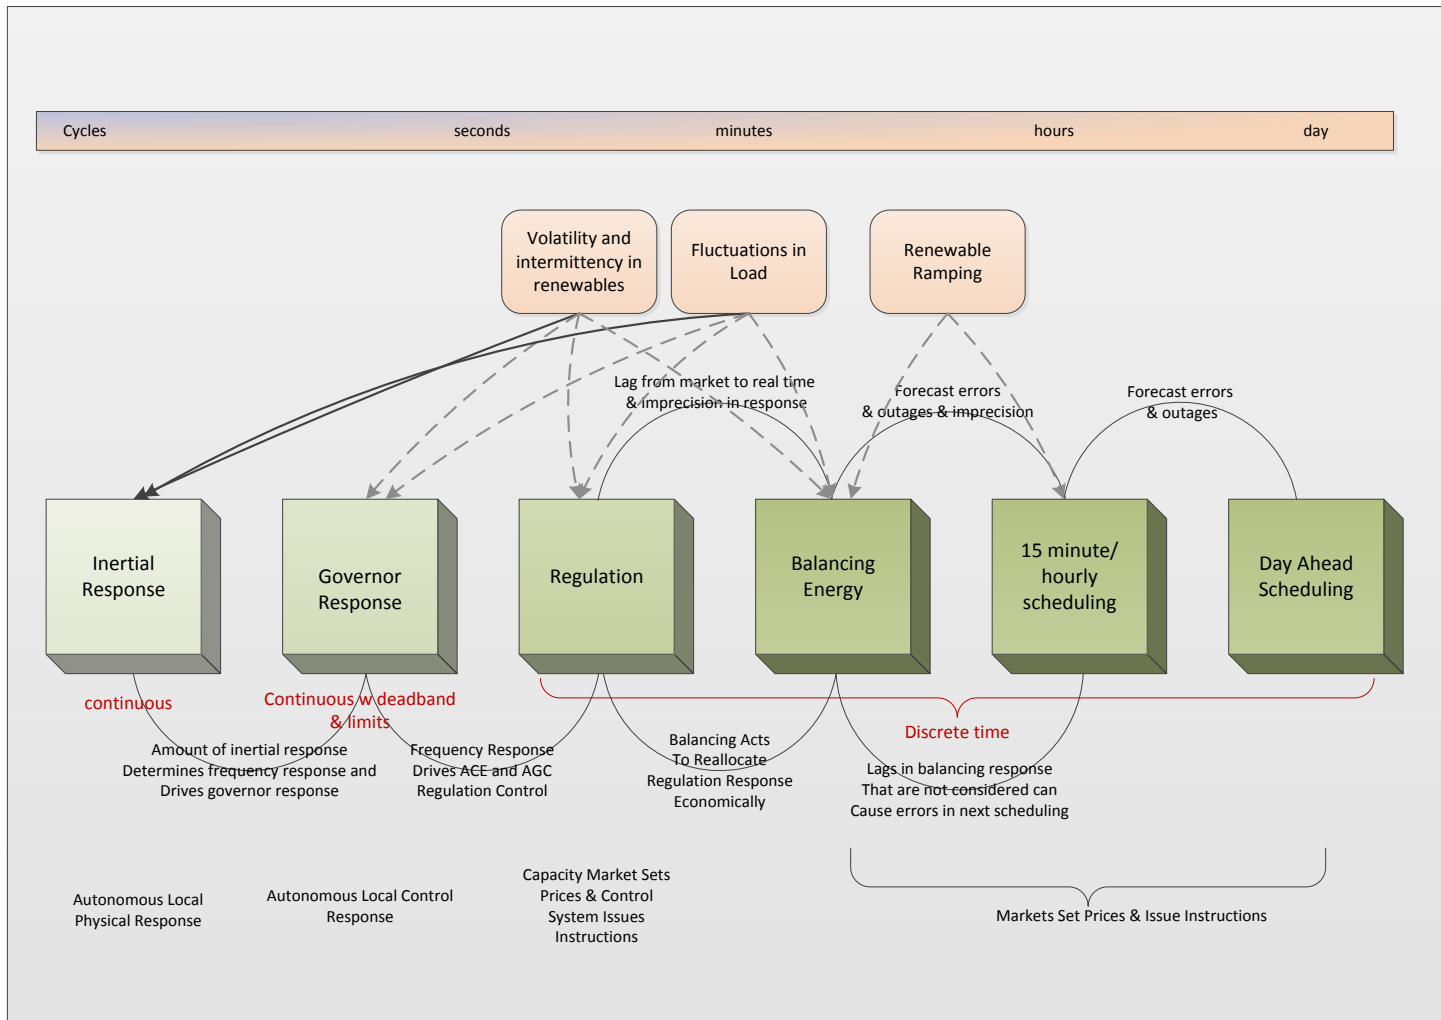 Cycles
seconds
minutes
hours
day
Volatility and
intermittency in
renewables
Fluctuations in
Load
Renewable
Ramping
Lag from market to real time
& imprecision in response
Forecast errors
& outages & imprecision
Forecast errors
& outages
Inertial
Response
Governor
Response
Regulation
Balancing
Energy
15 minute/
hourly
scheduling
Day Ahead
Scheduling
continuous
Continuous w deadband
& limits
Discrete time
Amount of inertial response
Determines frequency response and
Drives governor response
Frequency Response
Drives ACE and AGC
Regulation Control
Balancing Acts
To Reallocate
Regulation Response
Economically
Lags in balancing response
That are not considered can
Cause errors in next scheduling
Autonomous Local
Physical Response
Autonomous Local Control
Response
Capacity Market Sets
Prices & Control
System Issues
Instructions
Markets Set Prices & Issue Instructions